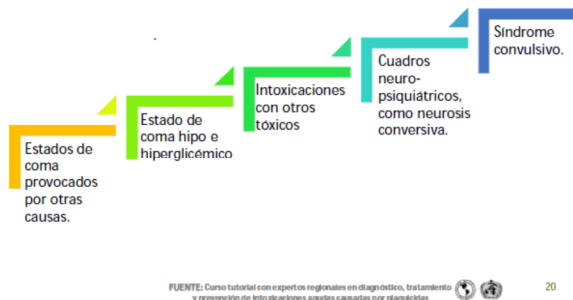 Estados de
coma
provocados
por otras
causas.
Estado de
coma hipo e
hiperglicémico
Intoxicaciones
con otros
tóxicos
Cuadros
neuro-
psiquiátricos,
como neurosis
conversiva.
Síndrome
convulsivo.
FUENTE: Curso tutorial con expertos regionales en diagnóstico, tratamiento
y prevención de intoxicaciones agudas causadas por plaguicidas
20